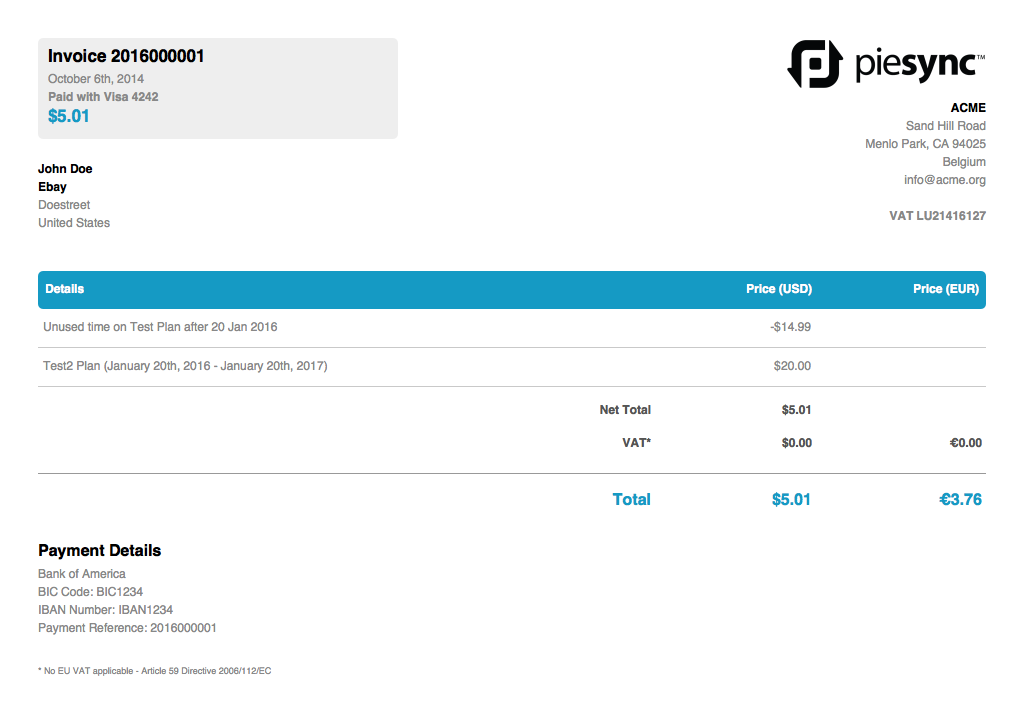 Invoice 2016000001
October 6th, 2014
Paid with Visa 4242
$5.01
piesync™
ACME
Sand Hill Road
Menlo Park, CA 94025
Belgium
info@acme.org
VAT LU21416127
John Doe
Ebay
Doestreet
United States
Details Price (USD) Price (EUR)
Unused time on Test Plan after 20 Jan 2016 -$14.99
Test2 Plan (January 20th, 2016 - January 20th, 2017) $20.00
Net Total $5.01
VAT* $0.00 €0.00
Total $5.01 €3.76
Payment Details
Bank of America
BIC Code: BIC1234
IBAN Number: IBAN1234
Payment Reference: 2016000001
* No EU VAT applicable - Article 59 Directive 2006/112/EC